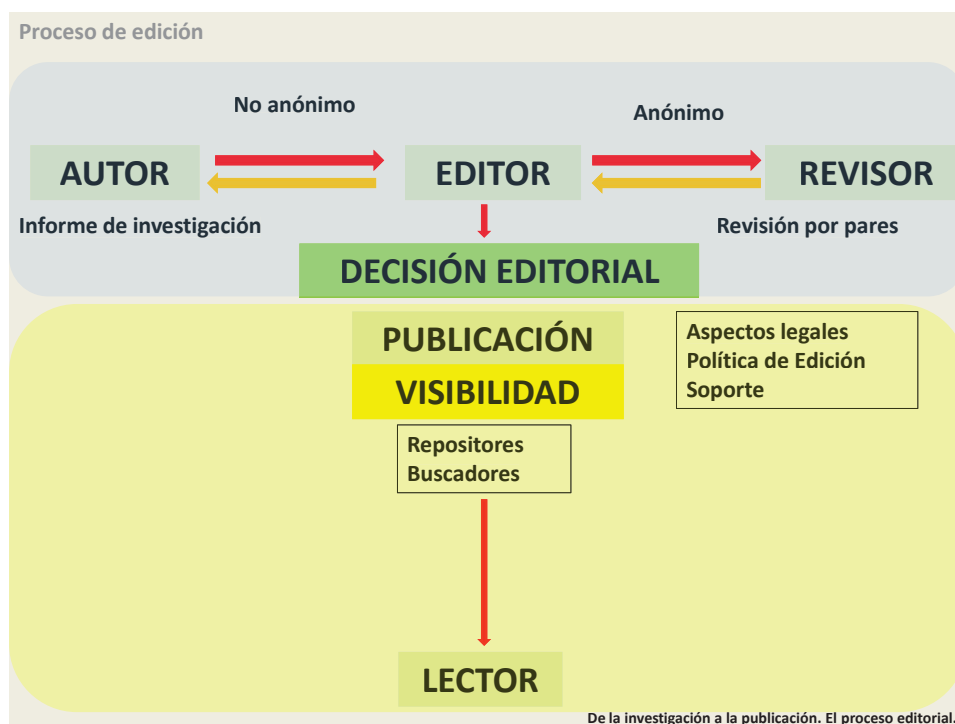 Proceso de edición
No anónimo
Anónimo
AUTOR
EDITOR
REVISOR
Informe de investigación
Revisión por pares
DECISIÓN EDITORIAL
PUBLICACIÓN
VISIBILIDAD
Aspectos legales
Política de Edición
Soporte
Repositores
Buscadores
LECTOR
De la investigación a la publicación. El proceso editorial.